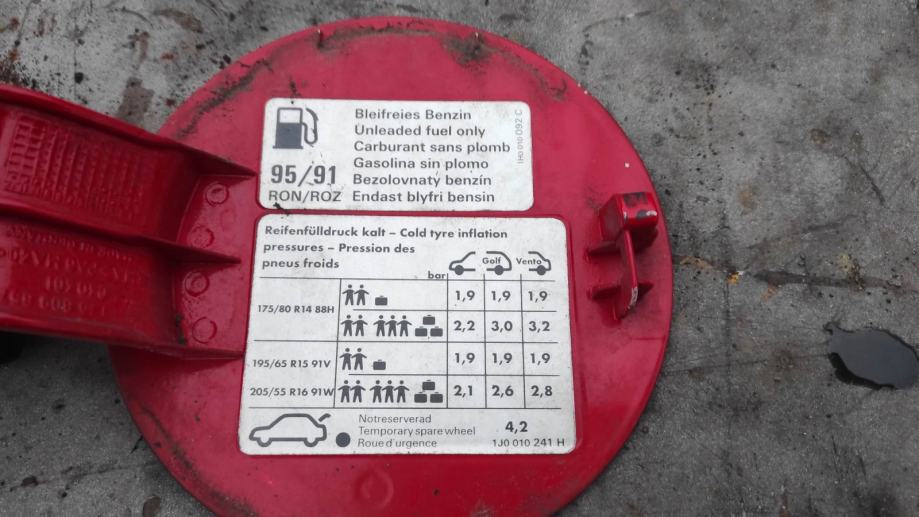 Bleifreies Benzin
Unleaded fuel only
Carburant sans plomb
Gasolina sin plomo
Bezolovnaty benzín
Endast blyfri bensin
95/91
RON/ROZ
1H0 010 092 C
Reifenfülldruck kalt – Cold tyre inflation
pressures – Pression des
pneus froids
bar Golf Vento
175/80 R14 88H
1,9 1,9 1,9
2,2 3,0 3,2
195/65 R15 91V 1,9 1,9 1,9
205/55 R16 91W 2,1 2,6 2,8
Notreserverad
Temporary spare wheel 4,2
Roue d'urgence 1J0 010 241 H